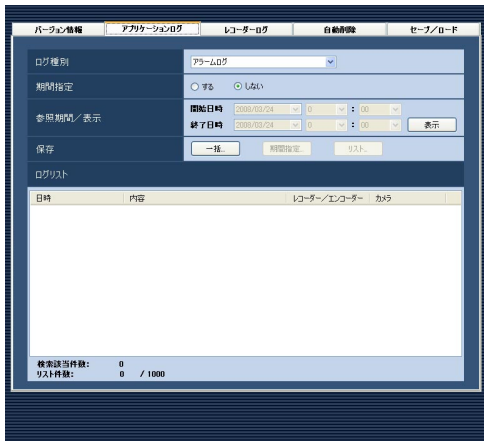 バージョン情報 アプリケーションログ レコーダーログ 自動削除 セーブ/ロード
ログ種別 アラームログ
期間指定 する しない
参照期間/表示
開始日時 2008/03/24 0 : 00
終了日時 2008/03/24 0 : 00 表示
保存 一括... 期間指定... リスト...
ログリスト
日時 内容 レコーダー/エンコーダー カメラ
検索該当件数: 0
リスト件数: 0 / 1000